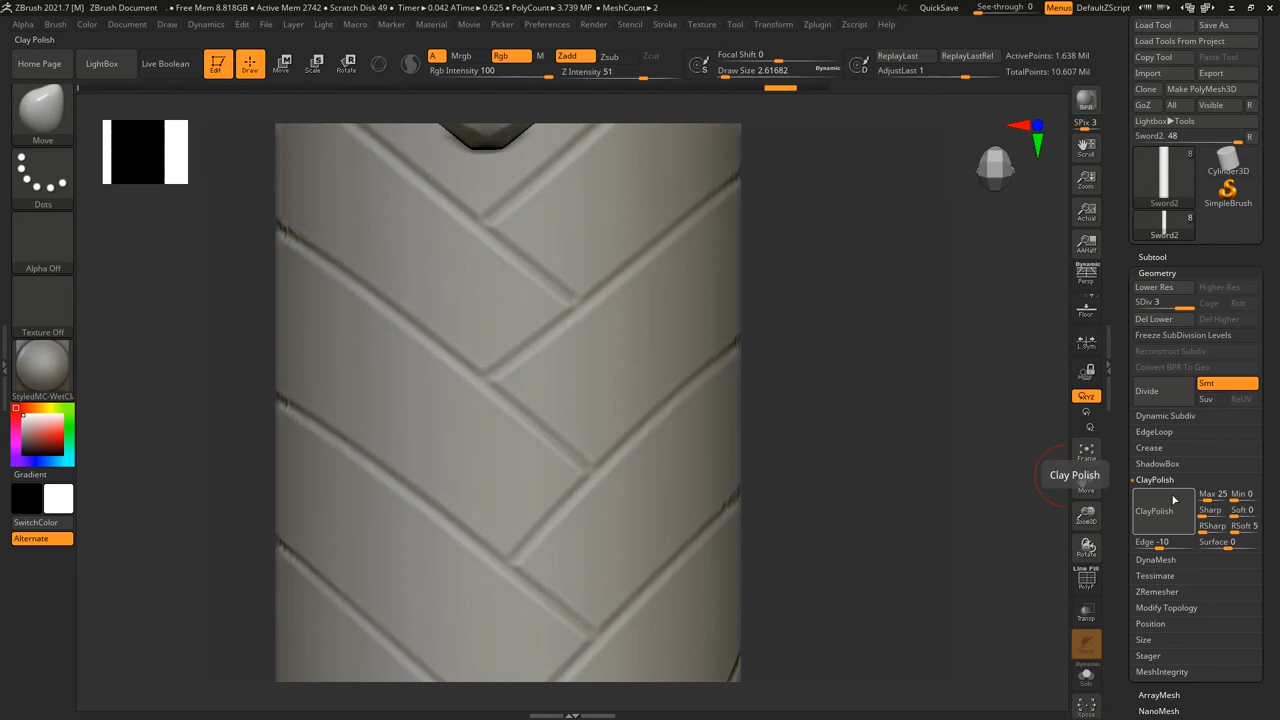 ZBrush 2021.7 [M] ZBrush Document . • Free Mem 8.818GB • Active Mem 2742 • Scratch Disk 49 • Timer▶0.042 ATime▶0.625 • PolyCount▶3.739 MP • MeshCount▶2
AC QuickSave See-through 0 Menus DefaultZScript
Alpha Brush Color Document Draw Dynamics Edit File Layer Light Macro Marker Material Movie Picker Preferences Render Stencil Stroke Texture Tool Transform Zplugin Zscript Help
Clay Polish
Home Page LightBox Live Boolean Edit Draw Move Scale Rotate
A Mrgb Rgb M Zadd Zsub Zcut
Rgb Intensity 100 Z Intensity 51
S Focal Shift 0
Draw Size 2.61682 Dynamic
D ReplayLast ReplayLastRel
AdjustLast 1
ActivePoints: 1.638 Mil
TotalPoints: 10.607 Mil
Move
Dots
Alpha Off
Texture Off
StyledMC-WetCl
Gradient
SwitchColor
Alternate
BPR
SPix 3
Scroll
Zoom
Actual
AAHalf
Dynamic
Persp
Floor
L.Sym
XYZ
Frame
Move
Clay Polish
Zoom3D
Rotate
Line Fill
PolyF
Transp
Dynamic
Solo
Xpose
Load Tool Save As
Load Tools From Project
Copy Tool Paste Tool
Import Export
Clone Make PolyMesh3D
GoZ All Visible R
Lightbox▶Tools
Sword2. 48 R
8
Sword2
Cylinder3D
SimpleBrush
8
Sword2
Subtool
Geometry
Lower Res Higher Res
SDiv 3 Cage Rstr
Del Lower Del Higher
Freeze SubDivision Levels
Reconstruct Subdiv
Convert BPR To Geo
Divide Smt
Suv ReUV
Dynamic Subdiv
EdgeLoop
Crease
ShadowBox
ClayPolish
ClayPolish Max 25 Min 0
Sharp Soft 0
RSharp RSoft 5
Edge -10 Surface 0
DynaMesh
Tessimate
ZRemesher
Modify Topology
Position
Size
Stager
MeshIntegrity
ArrayMesh
NanoMesh